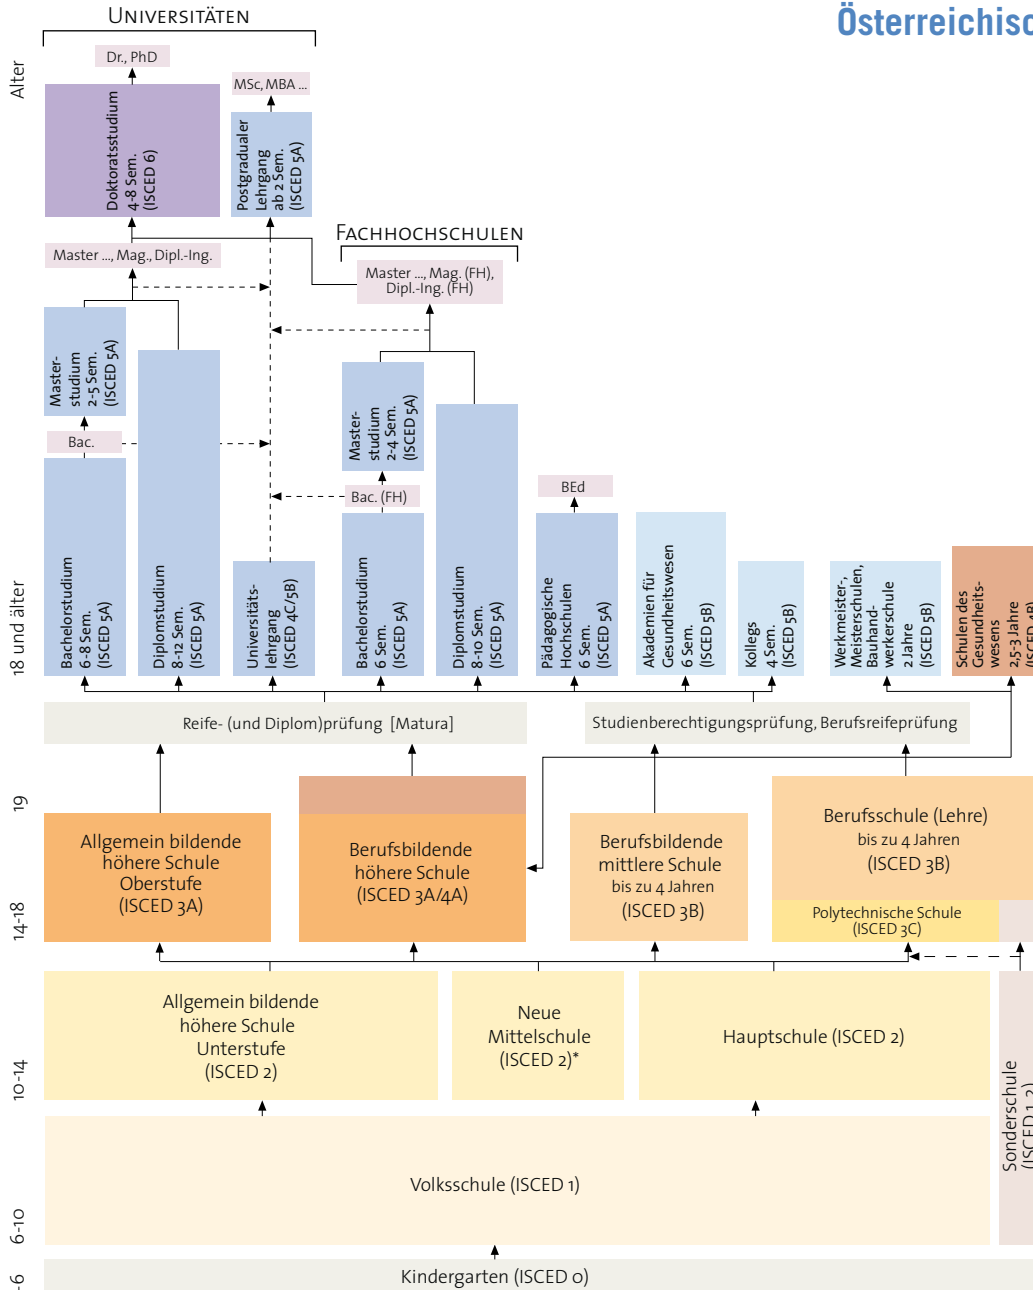 Österreichisc
UNIVERSITÄTEN
Alter
Dr., PhD
MSc, MBA ...
Doktoratsstudium
4-8 Sem.
(ISCED 6)
Postgradualer
Lehrgang
ab 2 Sem.
(ISCED 5A)
FACHHOCHSCHULEN
Master ..., Mag., Dipl.-Ing.
Master ..., Mag. (FH),
Dipl.-Ing. (FH)
Master-
studium
2-5 Sem.
(ISCED 5A)
Master-
studium
2-4 Sem.
(ISCED 5A)
Bac.
Bac. (FH)
BEd
18 und älter
Bachelorstudium
6-8 Sem.
(ISCED 5A)
Diplomstudium
8-12 Sem.
(ISCED 5A)
Universitäts-
lehrgang
(ISCED 4C/5B)
Bachelorstudium
6 Sem.
(ISCED 5A)
Diplomstudium
8-10 Sem.
(ISCED 5A)
Pädagogische
Hochschulen
6 Sem.
(ISCED 5A)
Akademien für
Gesundheitswesen
6 Sem.
(ISCED 5B)
Kollegs
4 Sem.
(ISCED 5B)
Werkmeister-,
Meisterschulen,
Bauhand-
werkerschule
2 Jahre
(ISCED 5B)
Schulen des
Gesundheits-
wesens
2,5-3 Jahre
(ISCED 4B)
Reife- (und Diplom)prüfung [Matura]
Studienberechtigungsprüfung, Berufsreifeprüfung
19
14-18
Allgemein bildende
höhere Schule
Oberstufe
(ISCED 3A)
Berufsbildende
höhere Schule
(ISCED 3A/4A)
Berufsbildende
mittlere Schule
bis zu 4 Jahren
(ISCED 3B)
Berufsschule (Lehre)
bis zu 4 Jahren
(ISCED 3B)
Polytechnische Schule
(ISCED 3C)
10-14
Allgemein bildende
höhere Schule
Unterstufe
(ISCED 2)
Neue
Mittelschule
(ISCED 2)*
Hauptschule (ISCED 2)
Sonderschule
(ISCED 1, 2)
6-10
Volksschule (ISCED 1)
-6
Kindergarten (ISCED 0)